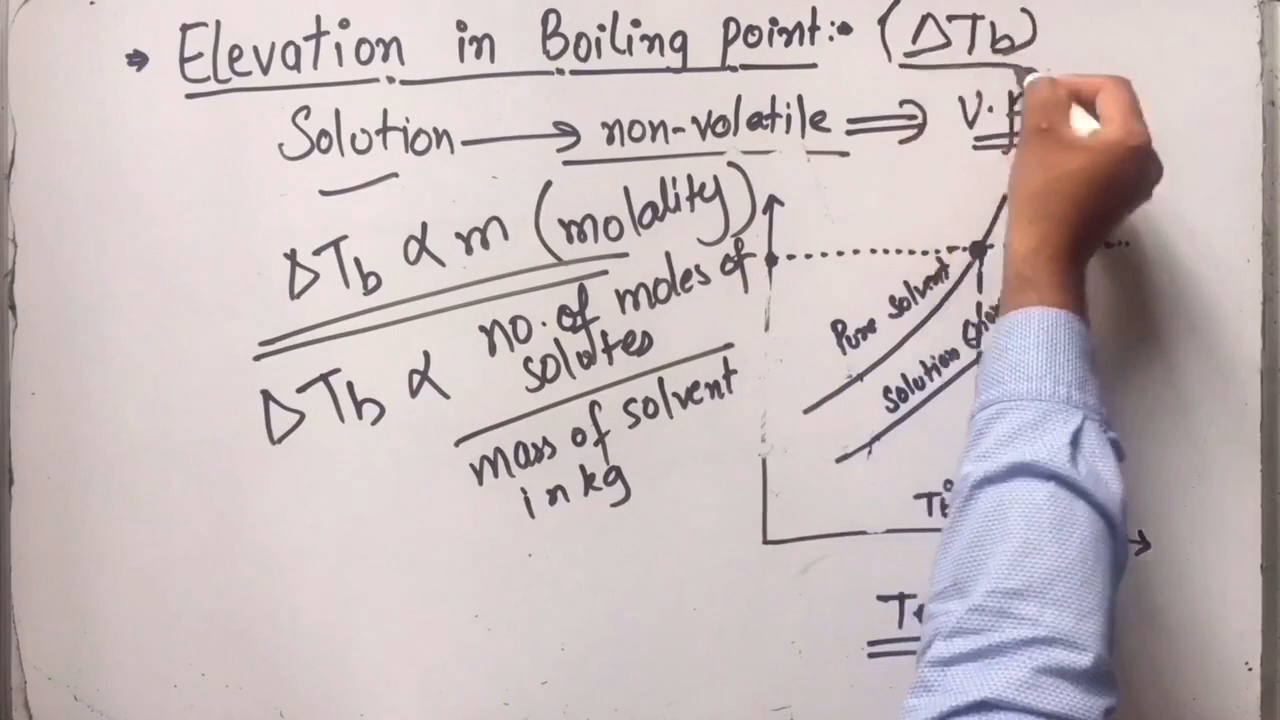 → Elevation in Boiling point:- (ΔTb)
Solution → non-volatile ⇒ V.
ΔTb ∝ m (molality)
ΔTb ∝ no. of moles of
solutes
mass of solvent
in kg
Pure Solvent
Solution